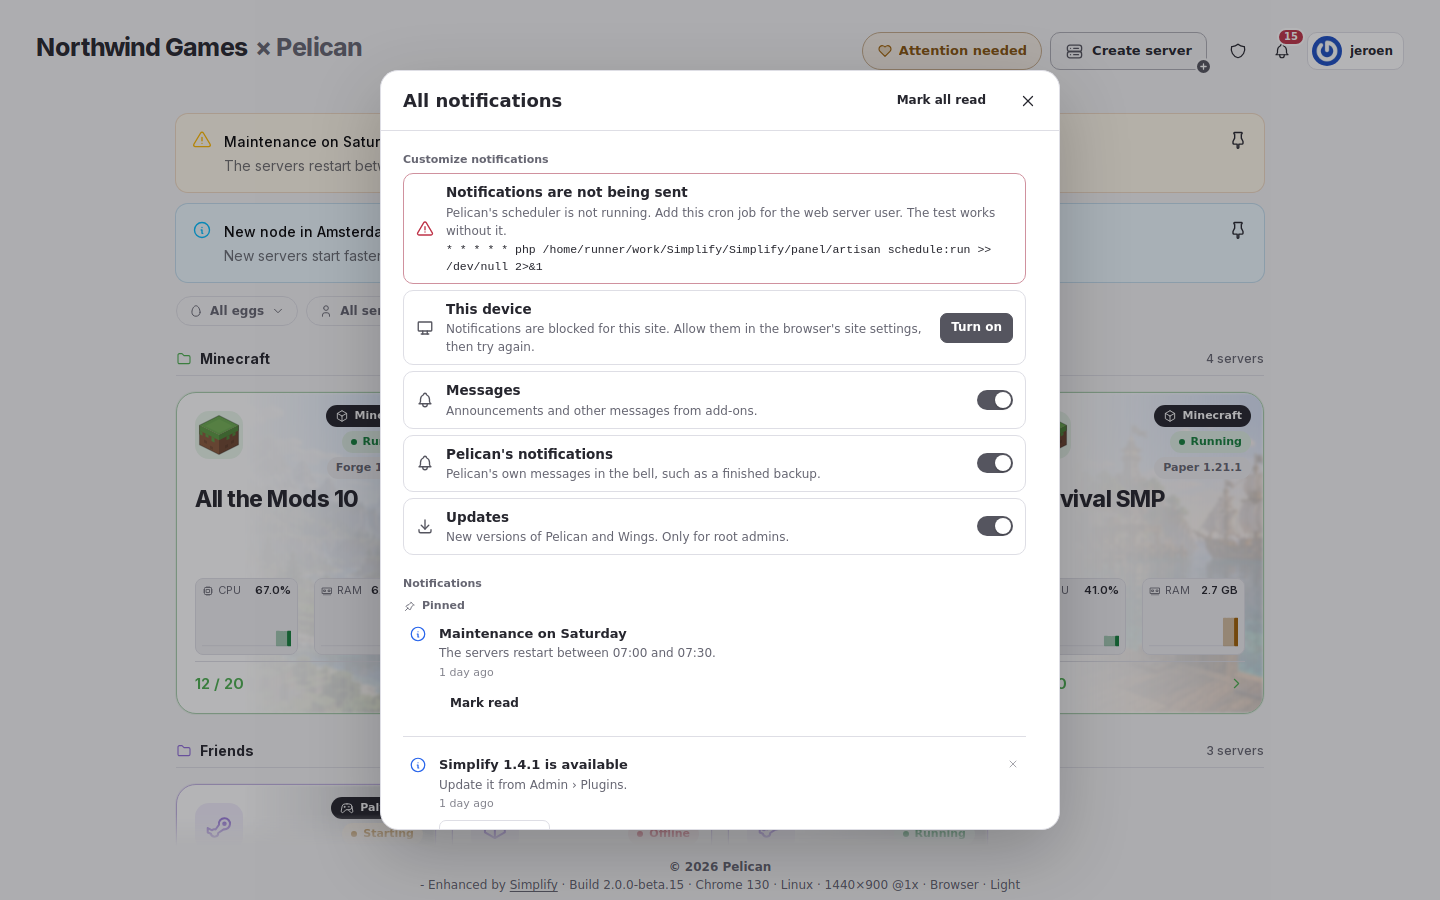 Northwind Games × Pelican
Attention needed
Create server
15
jeroen
All notifications
Mark all read
Maintenance on Satur
The servers restart bet
New node in Amsterda
New servers start faster
All eggs
All ser
Customize notifications
Notifications are not being sent
Pelican's scheduler is not running. Add this cron job for the web server user. The test works
without it.
* * * * * php /home/runner/work/Simplify/Simplify/panel/artisan schedule:run >>
/dev/null 2>&1
This device
Notifications are blocked for this site. Allow them in the browser's site settings,
then try again.
Turn on
Messages
Announcements and other messages from add-ons.
Pelican's notifications
Pelican's own messages in the bell, such as a finished backup.
Updates
New versions of Pelican and Wings. Only for root admins.
Notifications
Pinned
Maintenance on Saturday
The servers restart between 07:00 and 07:30.
1 day ago
Mark read
Simplify 1.4.1 is available
Update it from Admin › Plugins.
1 day ago
Minecraft
4 servers
Mine
Ru
Forge 1
All the Mods 10
CPU 67.0%
RAM 6
12 / 20
Minecraft
Running
Paper 1.21.1
vival SMP
U 41.0%
RAM 2.7 GB
0
Friends
3 servers
Pal
Starting
Offline
Running
© 2026 Pelican
- Enhanced by Simplify · Build 2.0.0-beta.15 · Chrome 130 · Linux · 1440×900 @1x · Browser · Light